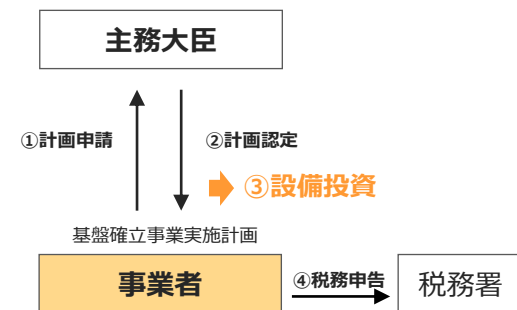 主務大臣
①計画申請
②計画認定
③設備投資
基盤確立事業実施計画
事業者
④税務申告
税務署